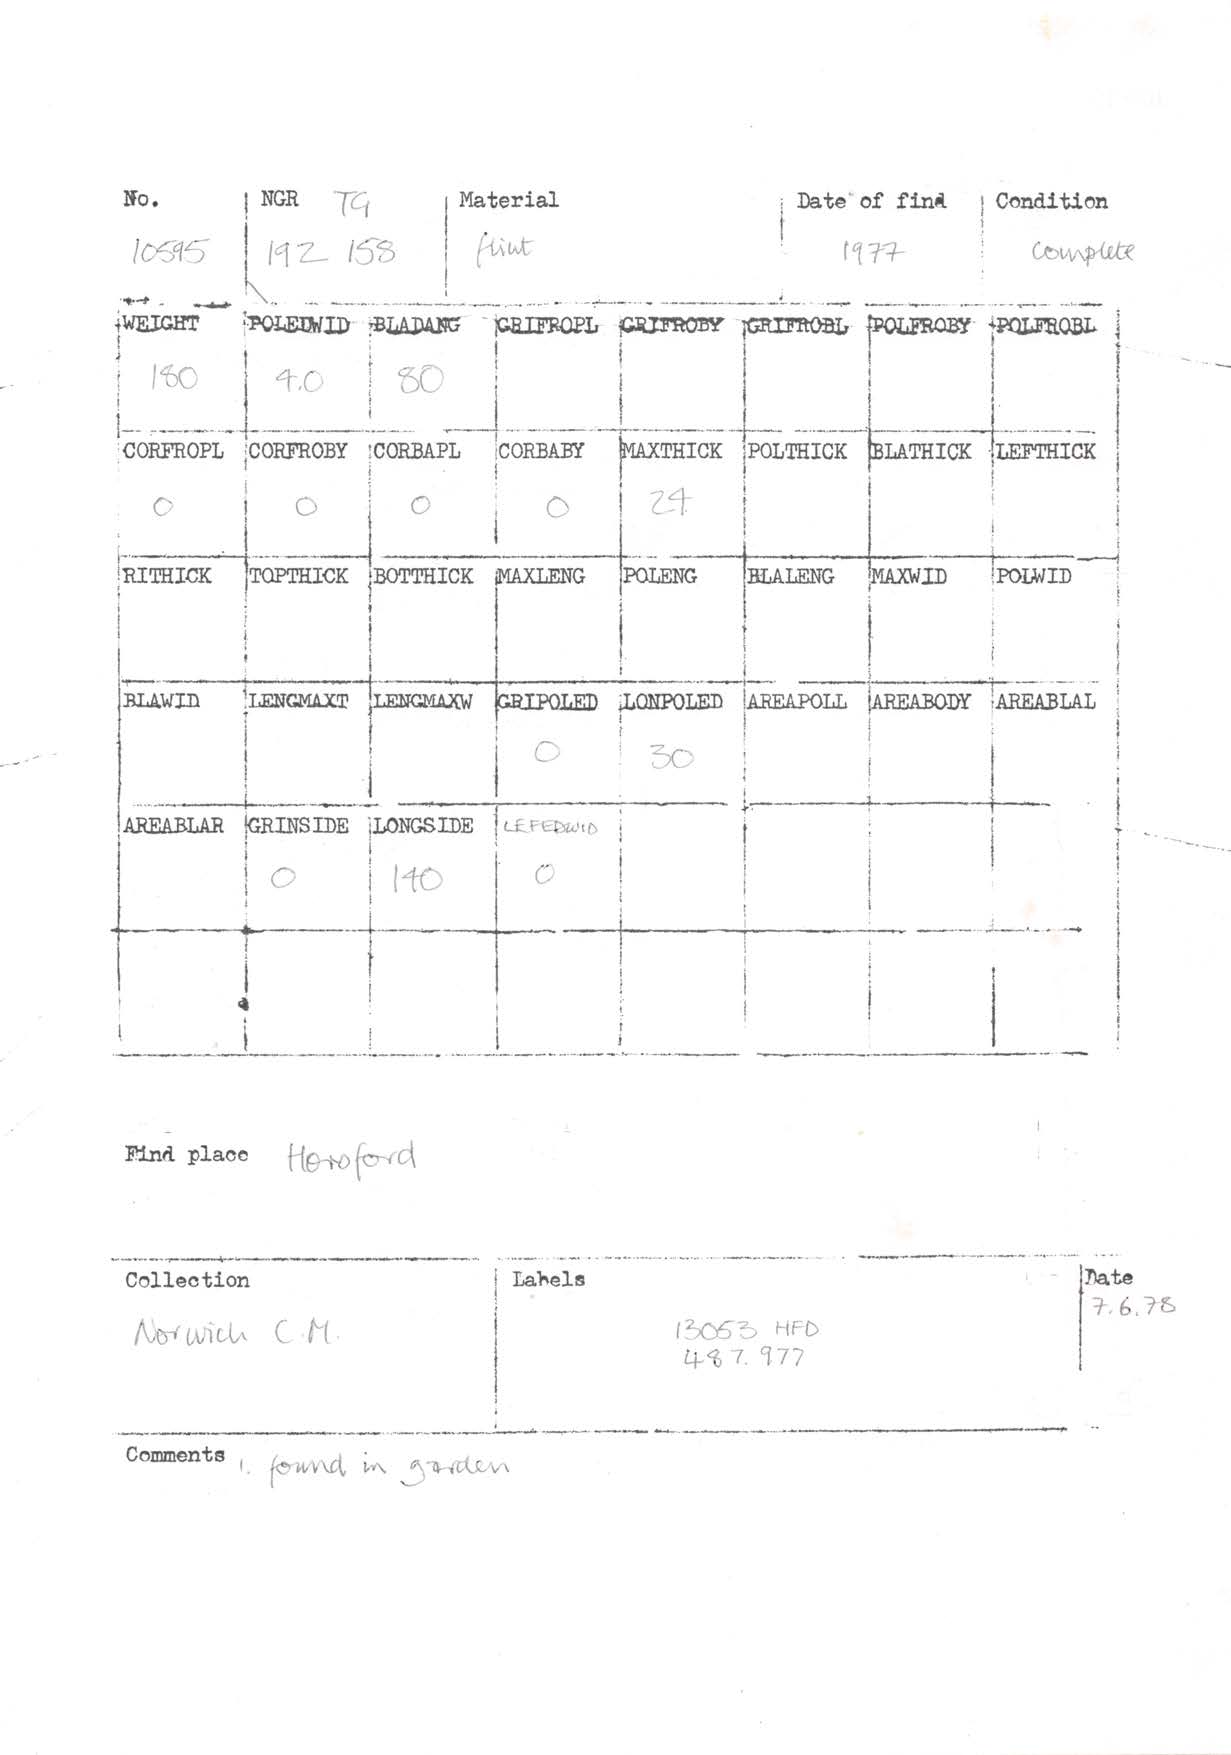 No. NGR TG Material Date of find Condition
10595 192 158 flint 1977 complete
WEIGHT POLEDWID BLADANG GRIFROPL GRIFROBY GRIFROBL POLFROBY POLFROBL
180 4.0 80
CORFROPL CORFROBY CORBAPL CORBABY MAXTHICK POLTHICK BLATHICK LEFTHICK
0 0 0 0 24
RITHICK TOPTHICK BOTTHICK MAXLENG POLENG BLALENG MAXWID POLWID
BLAWID LENGMAXT LENGMAXW GRIPOLED LONPOLED AREAPOLL AREABODY AREABLAL
0 30
AREABLAR GRINSIDE LONGSIDE LEFEDWID
0 140 0
Find place Horsford
Collection Labels Date
7.6.78
Norwich C.M. 13053 HFD
487.977
Comments 1. found in garden